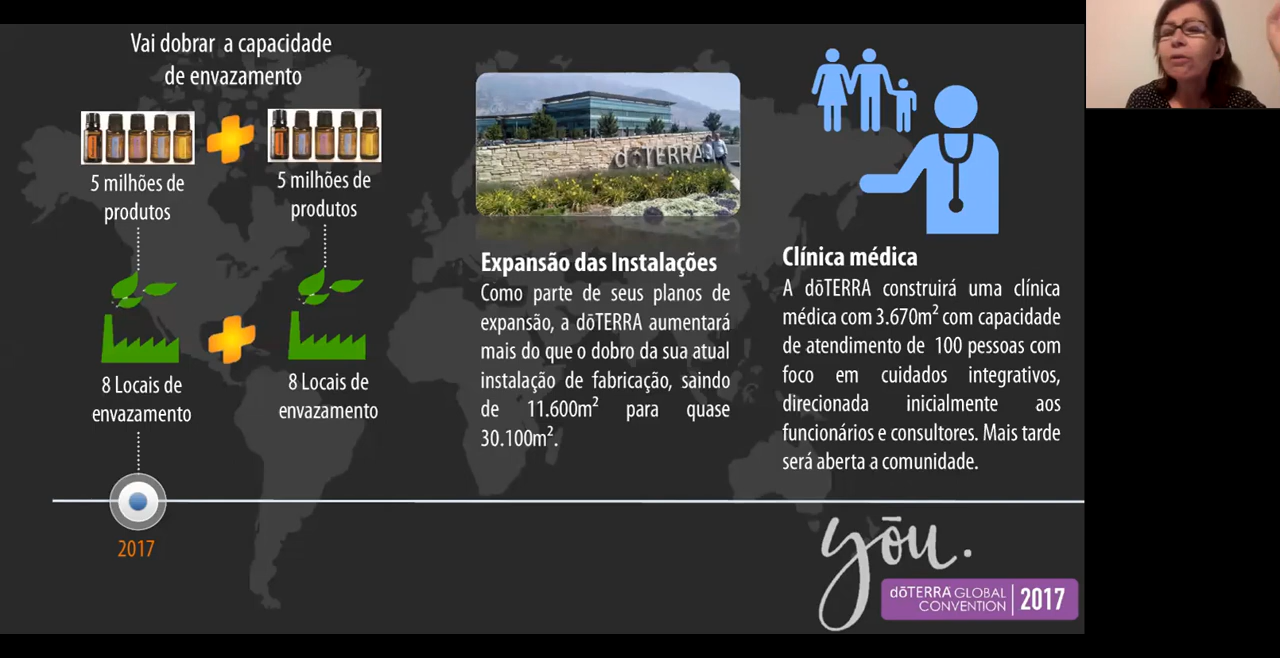 Vai dobrar a capacidade
de envazamento
5 milhões de
produtos
5 milhões de
produtos
8 Locais de
envazamento
8 Locais de
envazamento
2017
dōTERRA
Expansão das Instalações
Como parte de seus planos de
expansão, a dōTERRA aumentará
mais do que o dobro da sua atual
instalação de fabricação, saindo
de 11.600m² para quase
30.100m².
Clínica médica
A dōTERRA construirá uma clínica
médica com 3.670m² com capacidade
de atendimento de 100 pessoas com
foco em cuidados integrativos,
direcionada inicialmente aos
funcionários e consultores. Mais tarde
será aberta a comunidade.
yōu.
dōTERRA GLOBAL
CONVENTION
2017